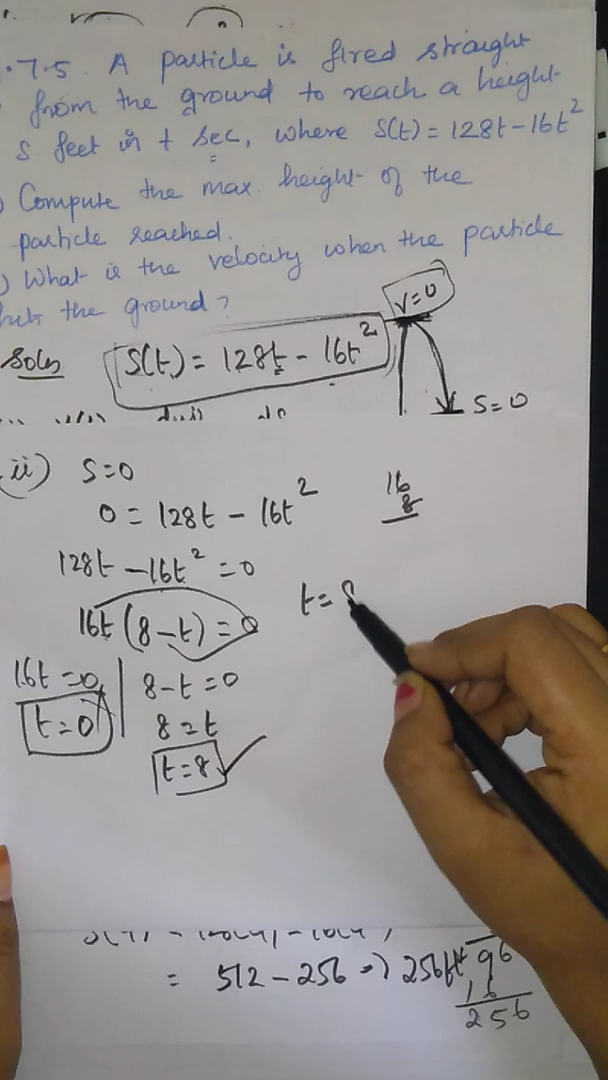 .7.5. A particle is fired straight
from the ground to reach a height
s feet in t sec, where S(t) = 128t - 16t²
) Compute the max. height of the
particle reached.
) What is the velocity when the particle
the ground?
V=0
Soln
S(t) = 128t - 16t²
S=0
ii) S=0
16
8
0 = 128t - 16t²
128t - 16t² = 0
t =
16t (8-t) = 0
16t = 0
8-t = 0
t = 0
8 = t
t = 8
= 512 - 256 => 256ft
96
16
256